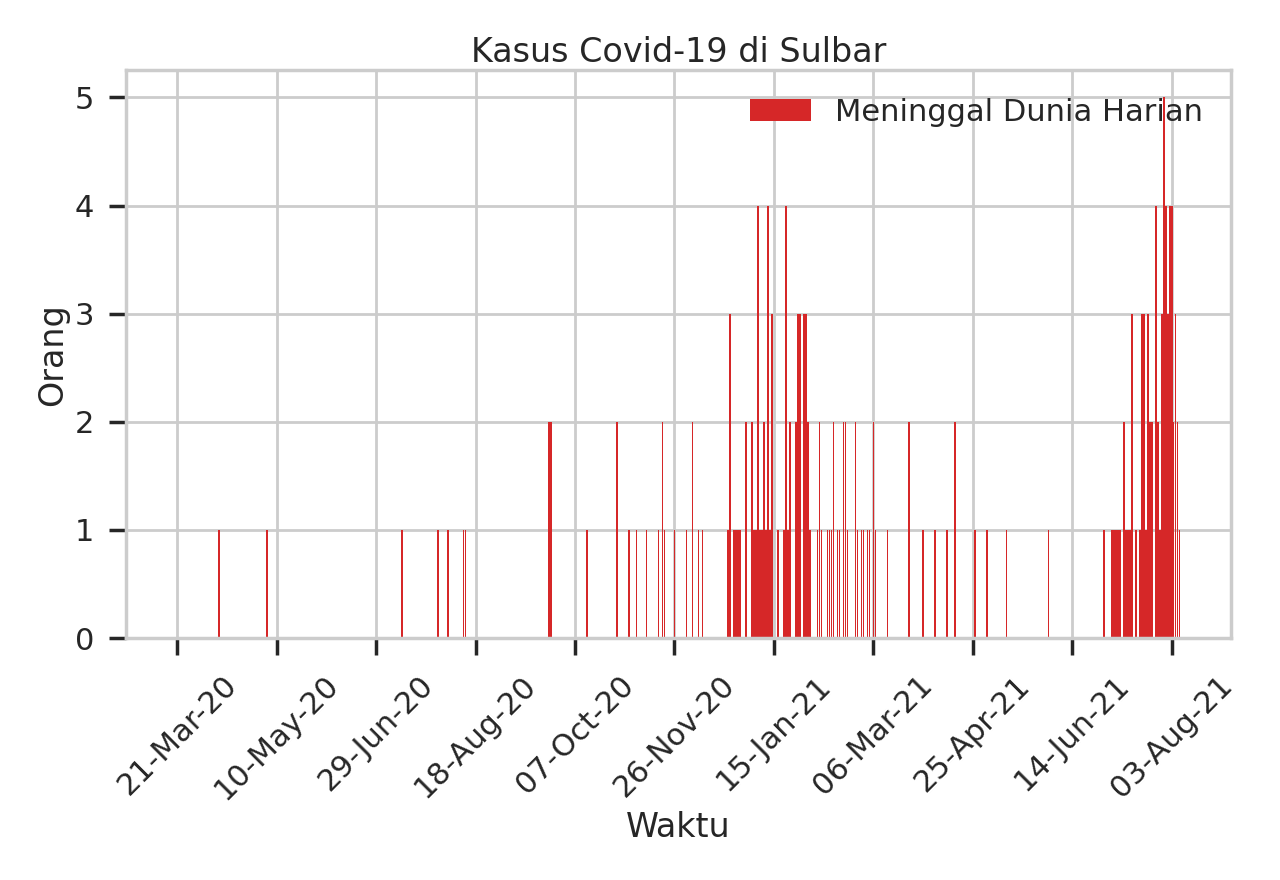 Kasus Covid-19 di Sulbar
Meninggal Dunia Harian
Orang
5
4
3
2
1
0
21-Mar-20
10-May-20
29-Jun-20
18-Aug-20
07-Oct-20
26-Nov-20
15-Jan-21
06-Mar-21
25-Apr-21
14-Jun-21
03-Aug-21
Waktu